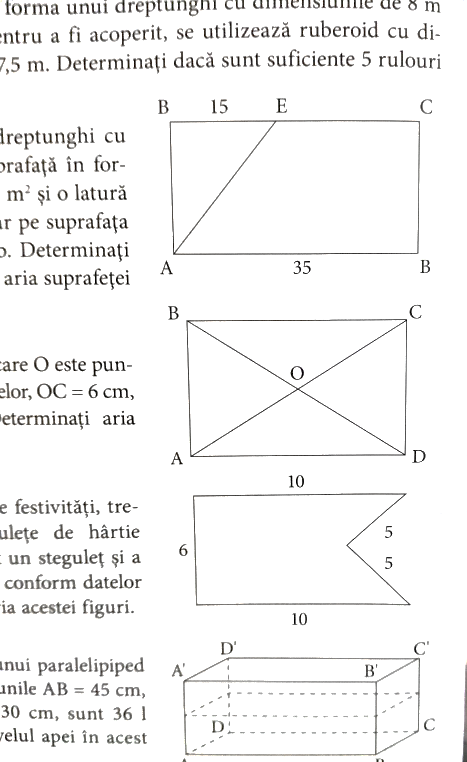 forma unui dreptunghi cu dimensiunile de 8 m
entru a fi acoperit, se utilizează ruberoid cu di-
7,5 m. Determinați dacă sunt suficiente 5 rulouri
dreptunghi cu
prafață în for-
m² și o latură
ar pe suprafața
o. Determinați
aria suprafeței
B 15 E C
A 35 B
care O este pun-
elor, OC = 6 cm,
Determinați aria
B C
O
A D
e festivități, tre-
ulețe de hârtie
un steguleț și a
conform datelor
ia acestei figuri.
10
6 5
5
10
unui paralelipiped
unile AB = 45 cm,
30 cm, sunt 36 l
velul apei în acest
D' C'
A' B'
D C